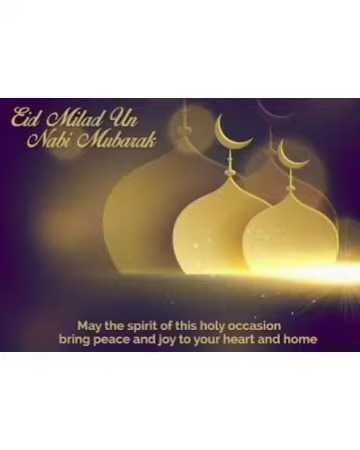 Eid Milad Un
Nabi Mubarak
May the spirit of this holy occasion
bring peace and joy to your heart and home